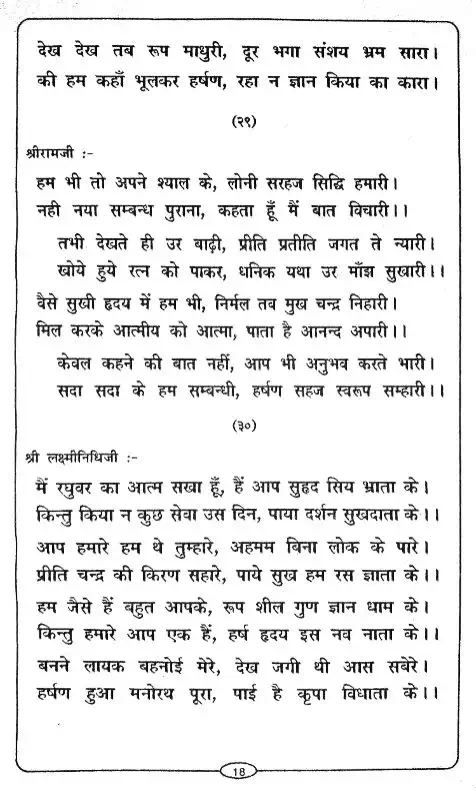 देख देख तब रूप माधुरी, दूर भगा संशय भ्रम सारा।
की हम कहाँ भूलकर हर्षण, रहा न ज्ञान किया का कारा।
(२९)
श्रीरामजी :-
हम भी तो अपने श्याल के, लोनी सरहज सिद्धि हमारी।
नही नया सम्बन्ध पुराना, कहता हूँ मैं बात विचारी।।
तभी देखते ही उर बाढ़ी, प्रीति प्रतीति जगत ते न्यारी।
खोये हुये रत्न को पाकर, धनिक यथा उर माँझ सुखारी।।
वैसे सुखी हृदय में हम भी, निर्मल तव मुख चन्द्र निहारी।
मिल करके आत्मीय को आत्मा, पाता है आनन्द अपारी।।
केवल कहने की बात नहीं, आप भी अनुभव करते भारी।
सदा सदा के हम सम्बन्धी, हर्षण सहज स्वरूप सम्हारी।।
(३०)
श्री लक्ष्मीनिधिजी :-
मैं रघुवर का आत्म सखा हूँ, हैं आप सुहृद सिय भ्राता के।
किन्तु किया न कुछ सेवा उस दिन, पाया दर्शन सुखदाता के।।
आप हमारे हम थे तुम्हारे, अहमम बिना लोक के पारे।
प्रीति चन्द्र की किरण सहारे, पाये सुख हम रस ज्ञाता के।।
हम जैसे हैं बहुत आपके, रूप शील गुण ज्ञान धाम के।
किन्तु हमारे आप एक हैं, हर्ष हृदय इस नव नाता के।।
बनने लायक बहनोई मेरे, देख जगी थी आस सबेरे।
हर्षण हुआ मनोरथ पूरा, पाई है कृपा विधाता के।।
18